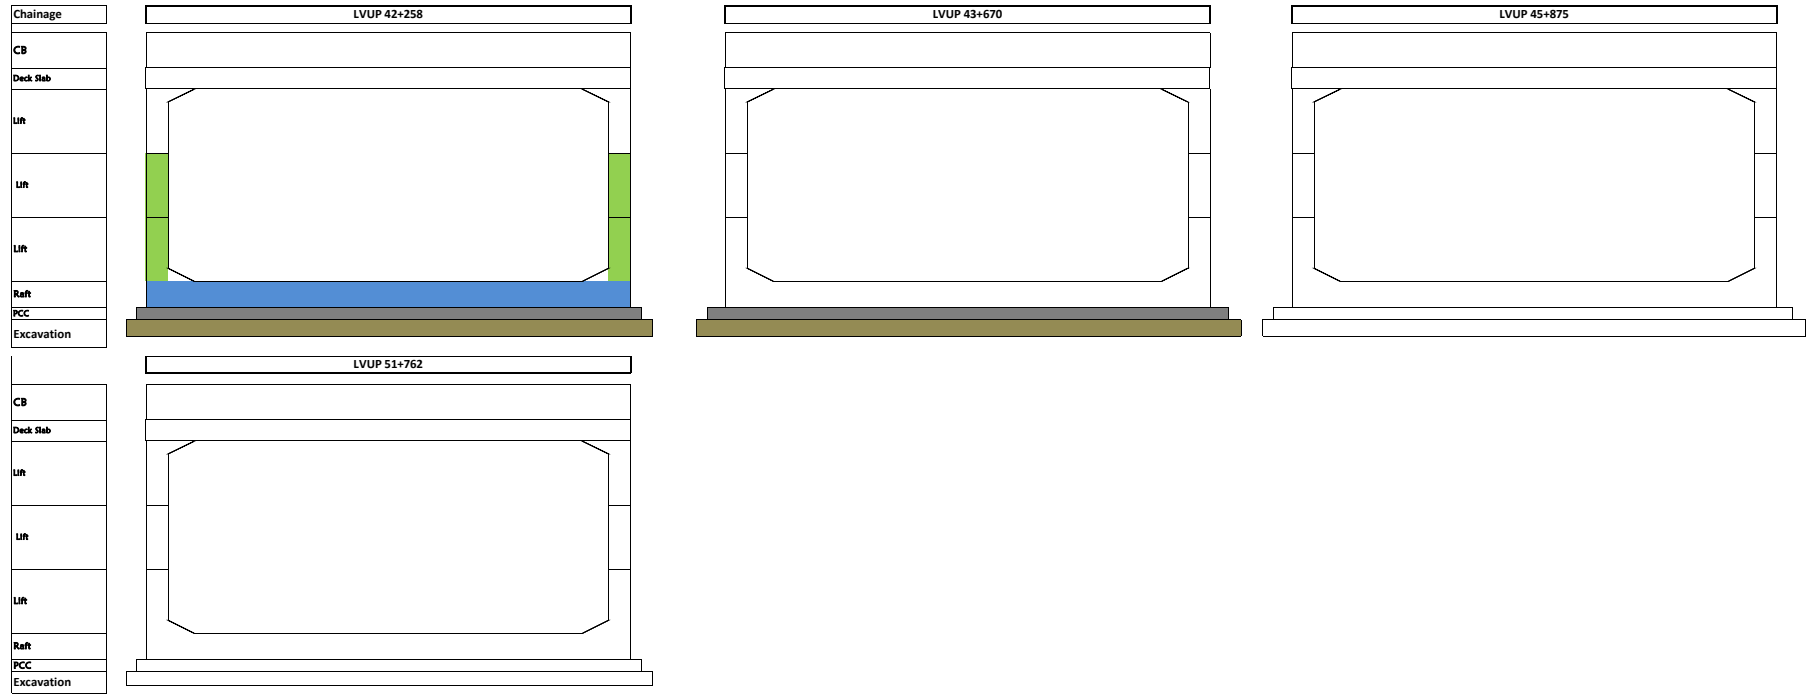 Chainage
LVUP 42+258
LVUP 43+670
LVUP 45+875
CB
Deck Slab
Lift
Lift
Lift
Raft
PCC
Excavation
LVUP 51+762
CB
Deck Slab
Lift
Lift
Lift
Raft
PCC
Excavation